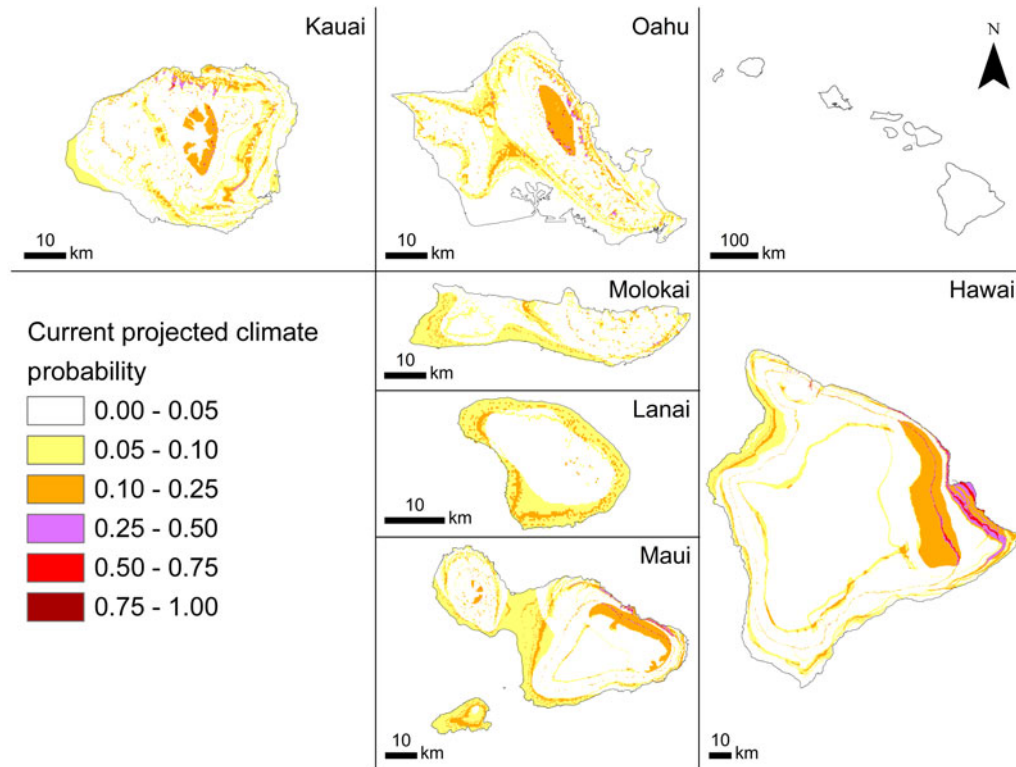 Kauai
10
km
Oahu
10
km
N
100
km
Current projected climate
probability
0.00 - 0.05
0.05 - 0.10
0.10 - 0.25
0.25 - 0.50
0.50 - 0.75
0.75 - 1.00
Molokai
10
km
Lanai
10
km
Maui
10
km
Hawai
10
km